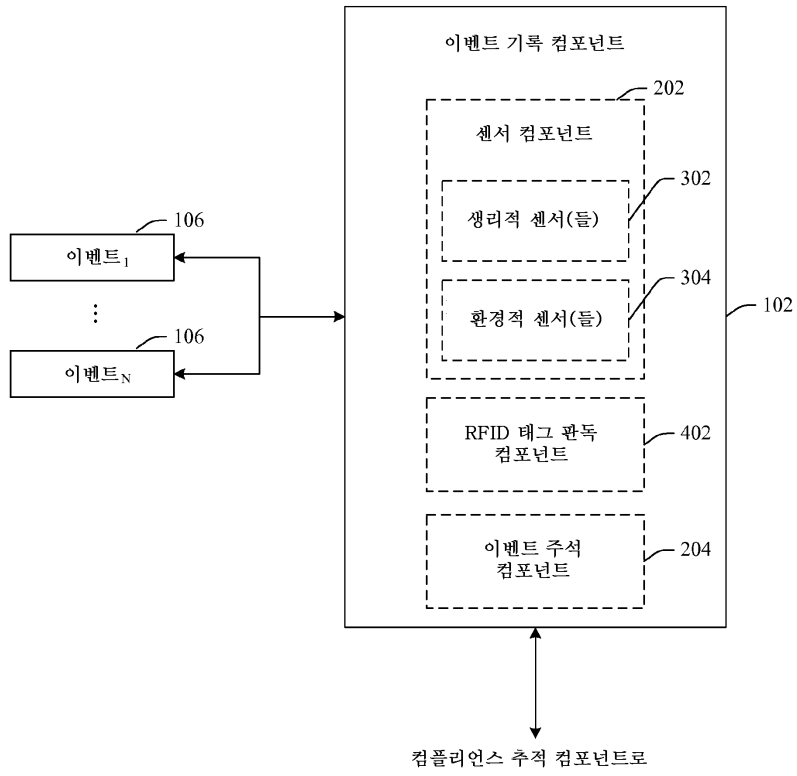 이벤트 기록 컴포넌트
202
센서 컴포넌트
302
생리적 센서(들)
304
환경적 센서(들)
102
106
이벤트1
⋮
106
이벤트N
RFID 태그 판독
컴포넌트
402
이벤트 주석
컴포넌트
204
컴플리언스 추적 컴포넌트로